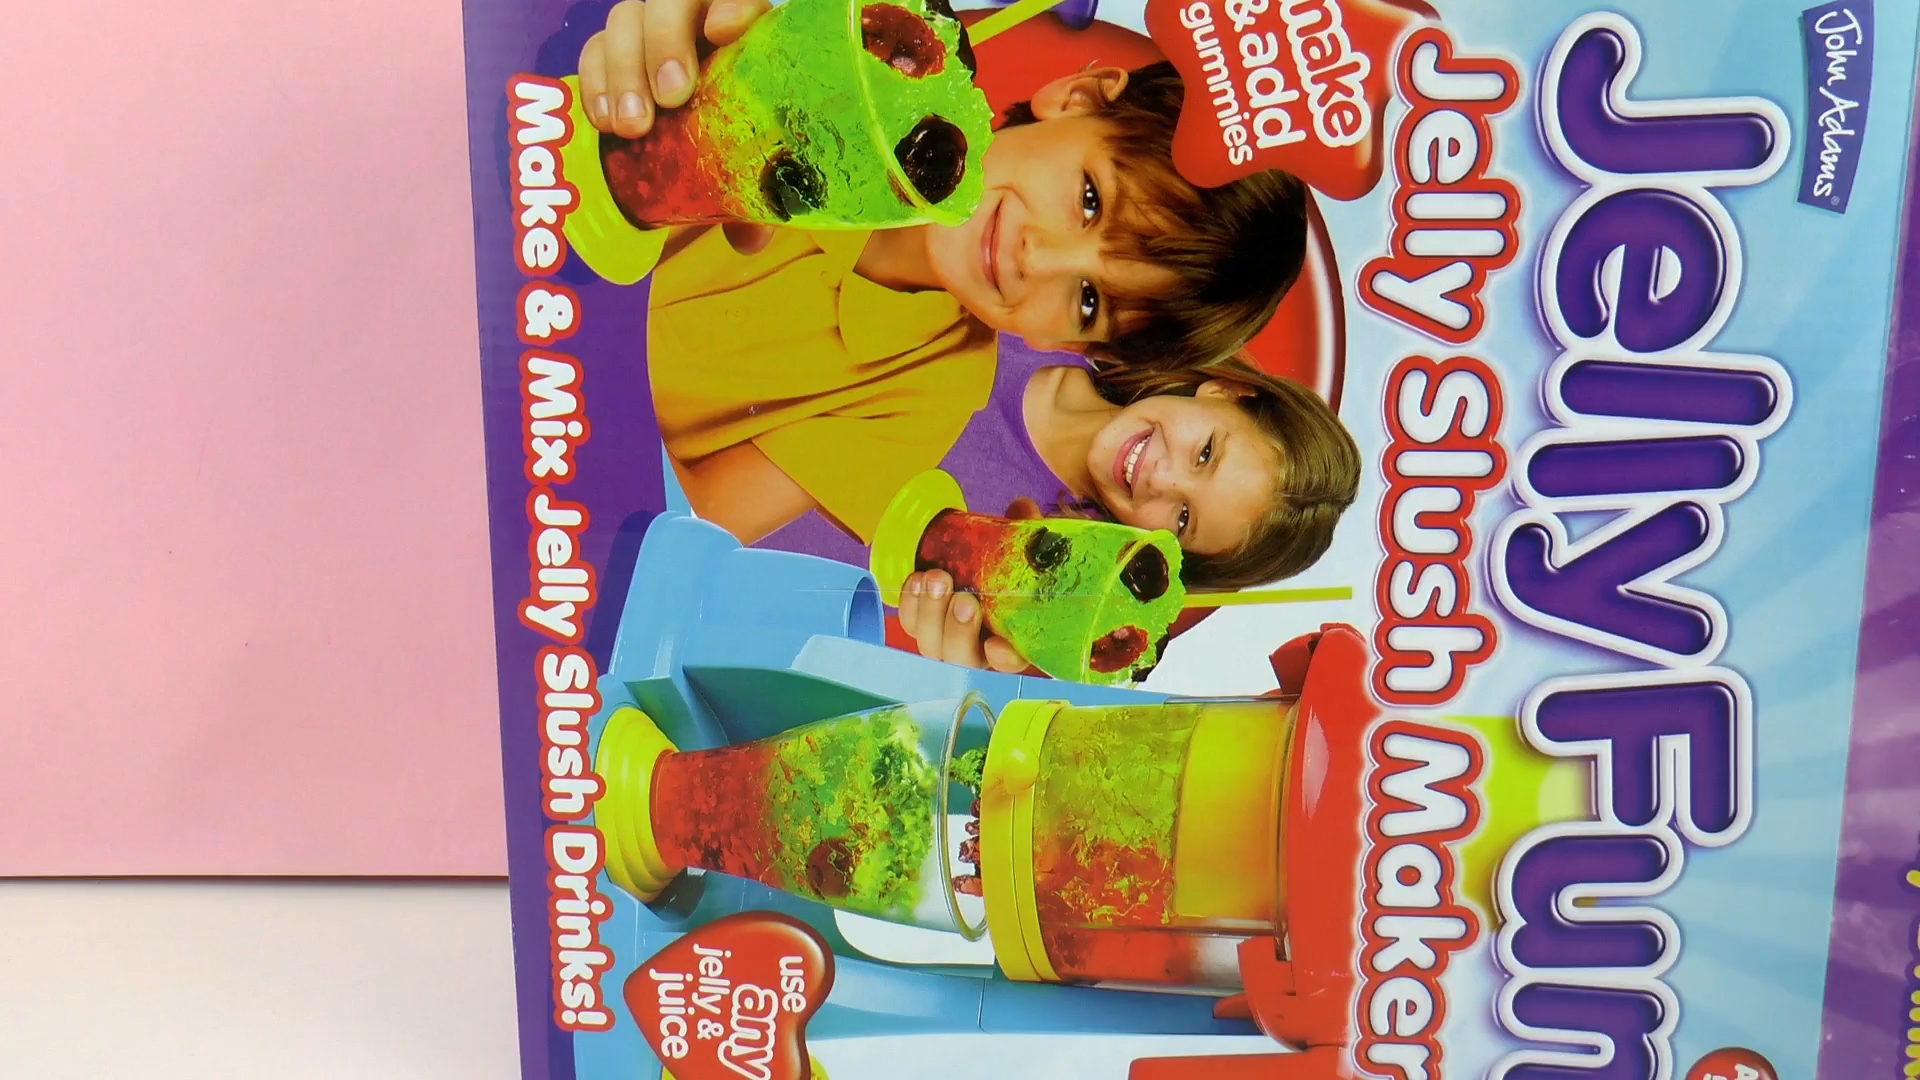 John Adams®
Jelly Fun
Jelly Slush Maker
make
& add
gummies
use
any
jelly &
juice
Make & Mix Jelly Slush Drinks!